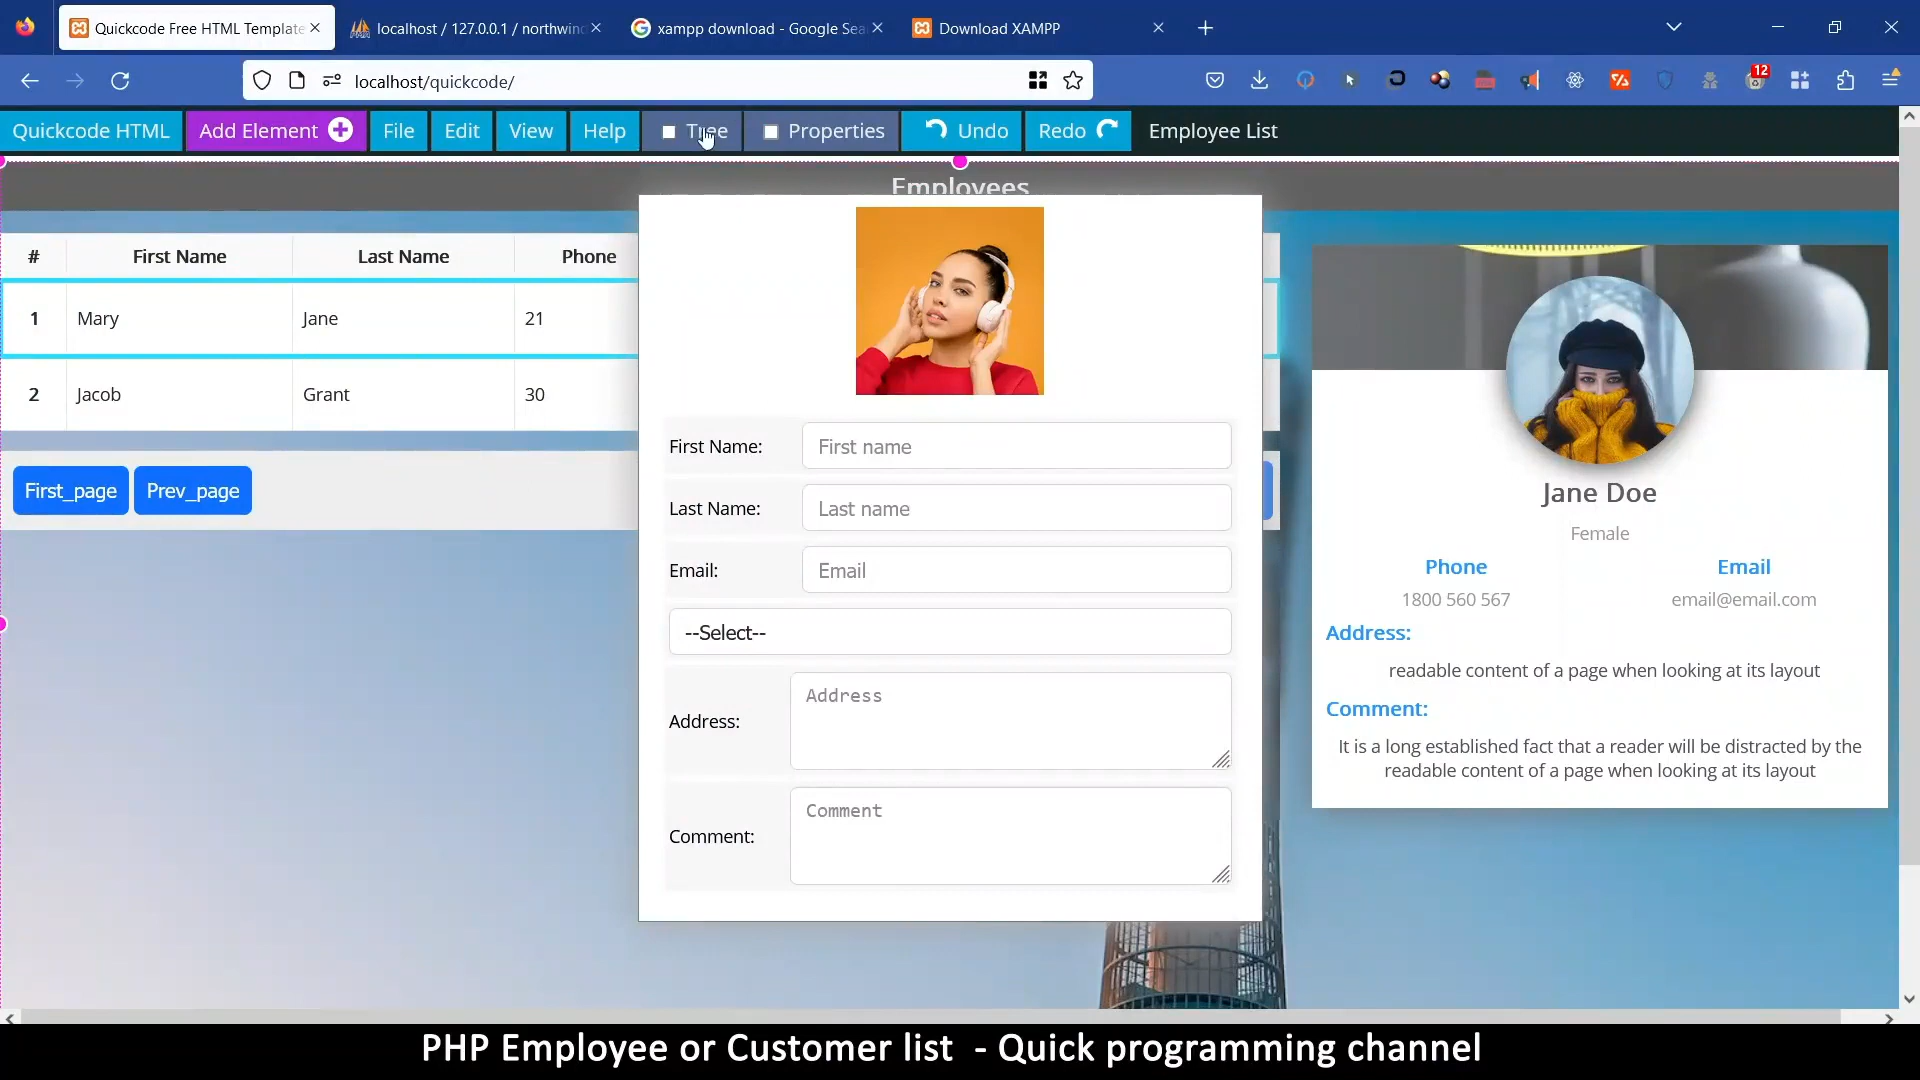 Quickcode Free HTML Template
localhost / 127.0.0.1 / northwin
xampp download - Google Sea
Download XAMPP
localhost/quickcode/
12
Quickcode HTML
Add Element
File
Edit
View
Help
Tree
Properties
Undo
Redo
Employee List
Employees
# First Name Last Name Phone
1 Mary Jane 21
2 Jacob Grant 30
First_page
Prev_page
First Name: First name
Last Name: Last name
Email: Email
--Select--
Address: Address
Comment: Comment
Jane Doe
Female
Phone Email
1800 560 567 email@email.com
Address:
readable content of a page when looking at its layout
Comment:
It is a long established fact that a reader will be distracted by the
readable content of a page when looking at its layout
PHP Employee or Customer list - Quick programming channel